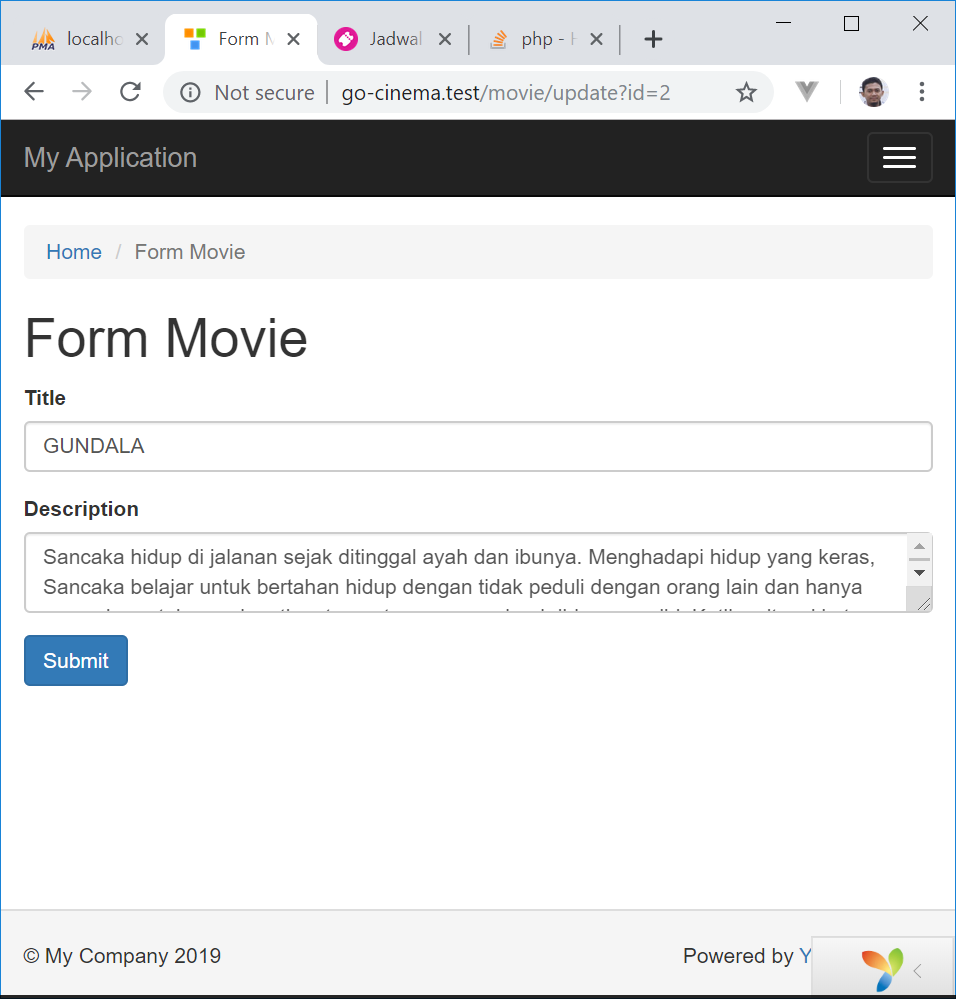 PMA localho
Form M
Jadwal
php - H
Not secure
go-cinema.test/movie/update?id=2
My Application
Home / Form Movie
Form Movie
Title
GUNDALA
Description
Sancaka hidup di jalanan sejak ditinggal ayah dan ibunya. Menghadapi hidup yang keras,
Sancaka belajar untuk bertahan hidup dengan tidak peduli dengan orang lain dan hanya
Submit
© My Company 2019
Powered by Y